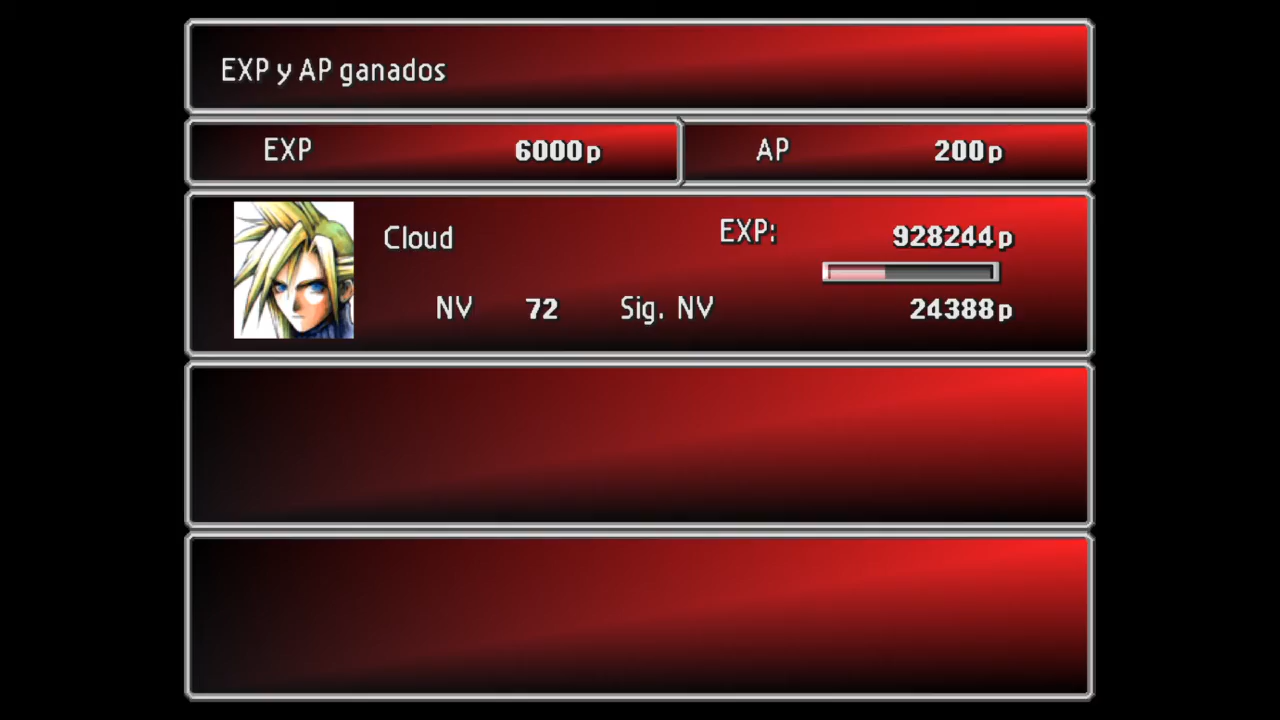 EXP y AP ganados
EXP 6000p AP 200p
Cloud EXP: 928244p
NV 72 Sig. NV 24388p